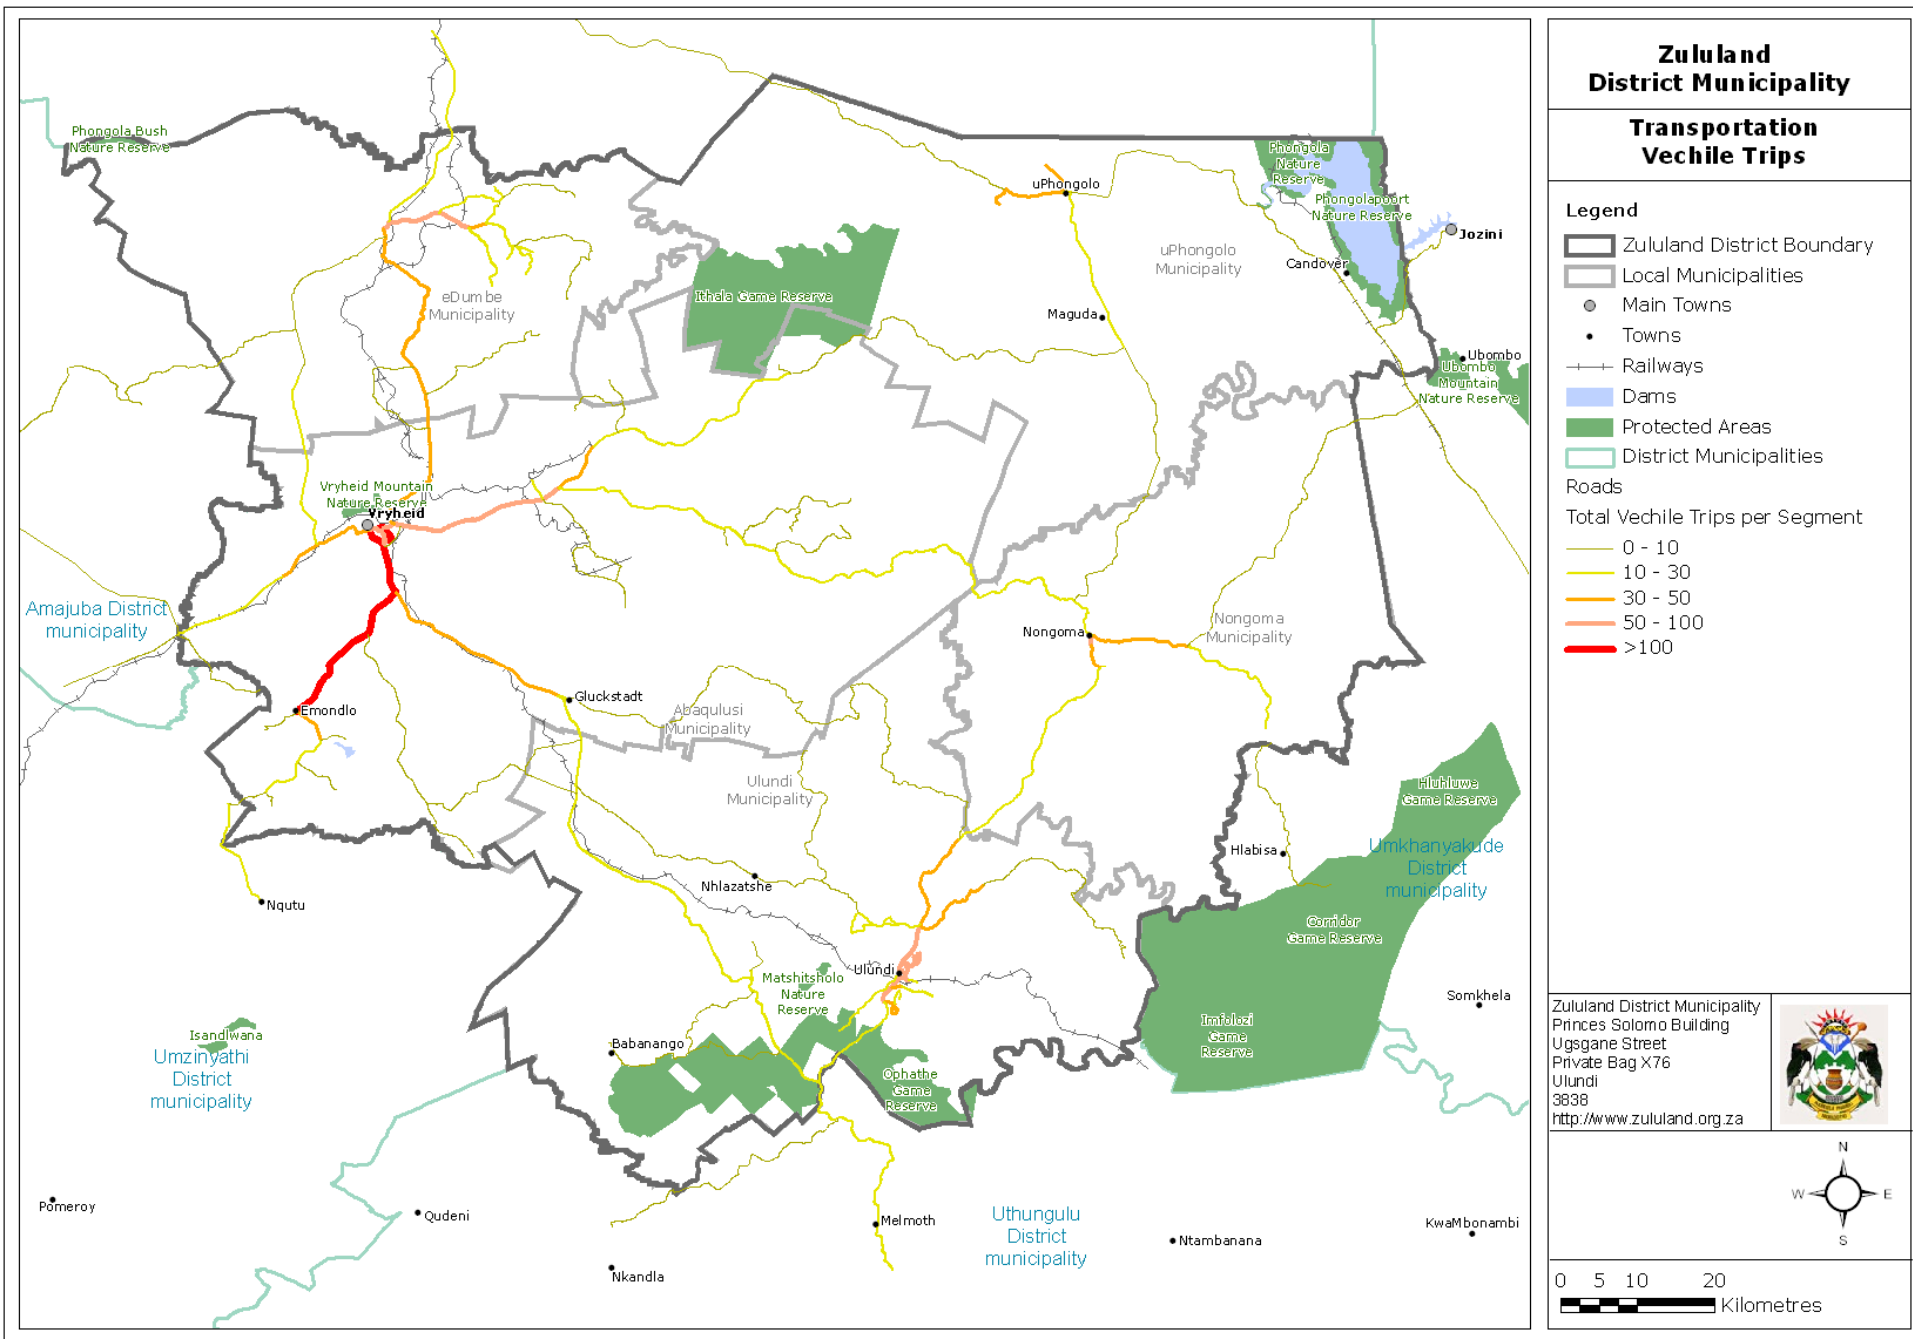 Zululand
District Municipality
Transportation
Vechile Trips
Legend
Zululand District Boundary
Local Municipalities
Main Towns
Towns
Railways
Dams
Protected Areas
District Municipalities
Roads
Total Vechile Trips per Segment
0 - 10
10 - 30
30 - 50
50 - 100
>100
Zululand District Municipality
Princes Solomo Building
Ugsgane Street
Private Bag X76
Ulundi
3838
http://www.zululand.org.za
N
W
E
S
0 5 10 20
Kilometres
Phongola Bush
Nature Reserve
uPhongolo
Phongola
Nature
Reserve
Phongolapoort
Nature Reserve
Jozini
uPhongolo
Municipality
Candover
eDumbe
Municipality
Ithala Game Reserve
Maguda
Ubombo
Ubombo
Mountain
Nature Reserve
Vryheid Mountain
Nature Reserve
Vryheid
Amajuba District
municipality
Nongoma
Nongoma
Municipality
Gluckstadt
Emondlo
Abaqulusi
Municipality
Ulundi
Municipality
Hluhluwe
Game Reserve
Hlabisa
Umkhanyakude
District
municipality
Nhlazatshe
Nqutu
Corridor
Game Reserve
Ulundi
Matshitsholo
Nature
Reserve
Somkhela
Isandlwana
Imfolozi
Game
Reserve
Babanango
Umzinyathi
District
municipality
Ophathe
Game
Reserve
Pomeroy
Qudeni
Melmoth
Uthungulu
District
municipality
KwaMbonambi
Ntambanana
Nkandla